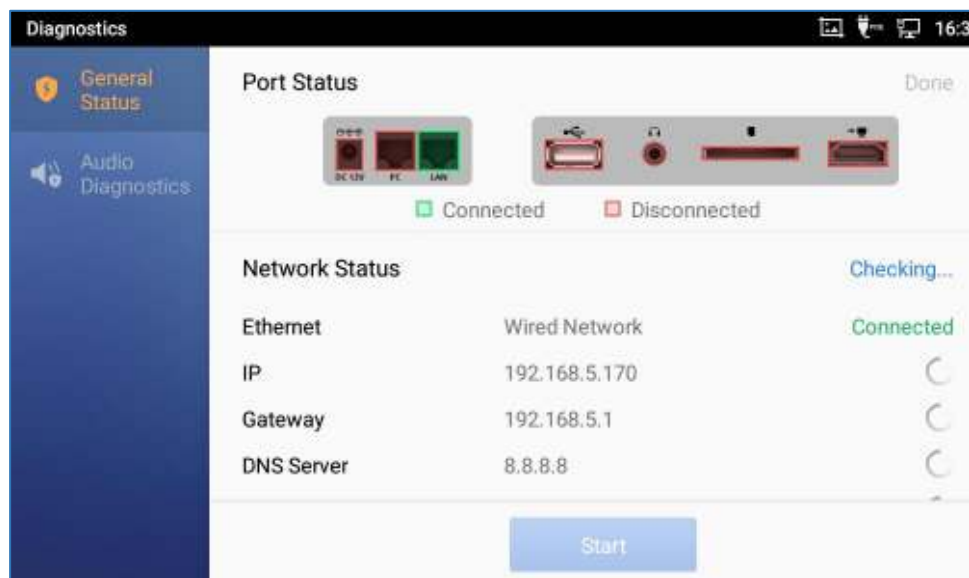 Diagnostics
16:3
General
Status
Audio
Diagnostics
Port Status
Done
DC 12V PC LAN
Connected Disconnected
Network Status
Checking...
Ethernet Wired Network Connected
IP 192.168.5.170
Gateway 192.168.5.1
DNS Server 8.8.8.8
Start